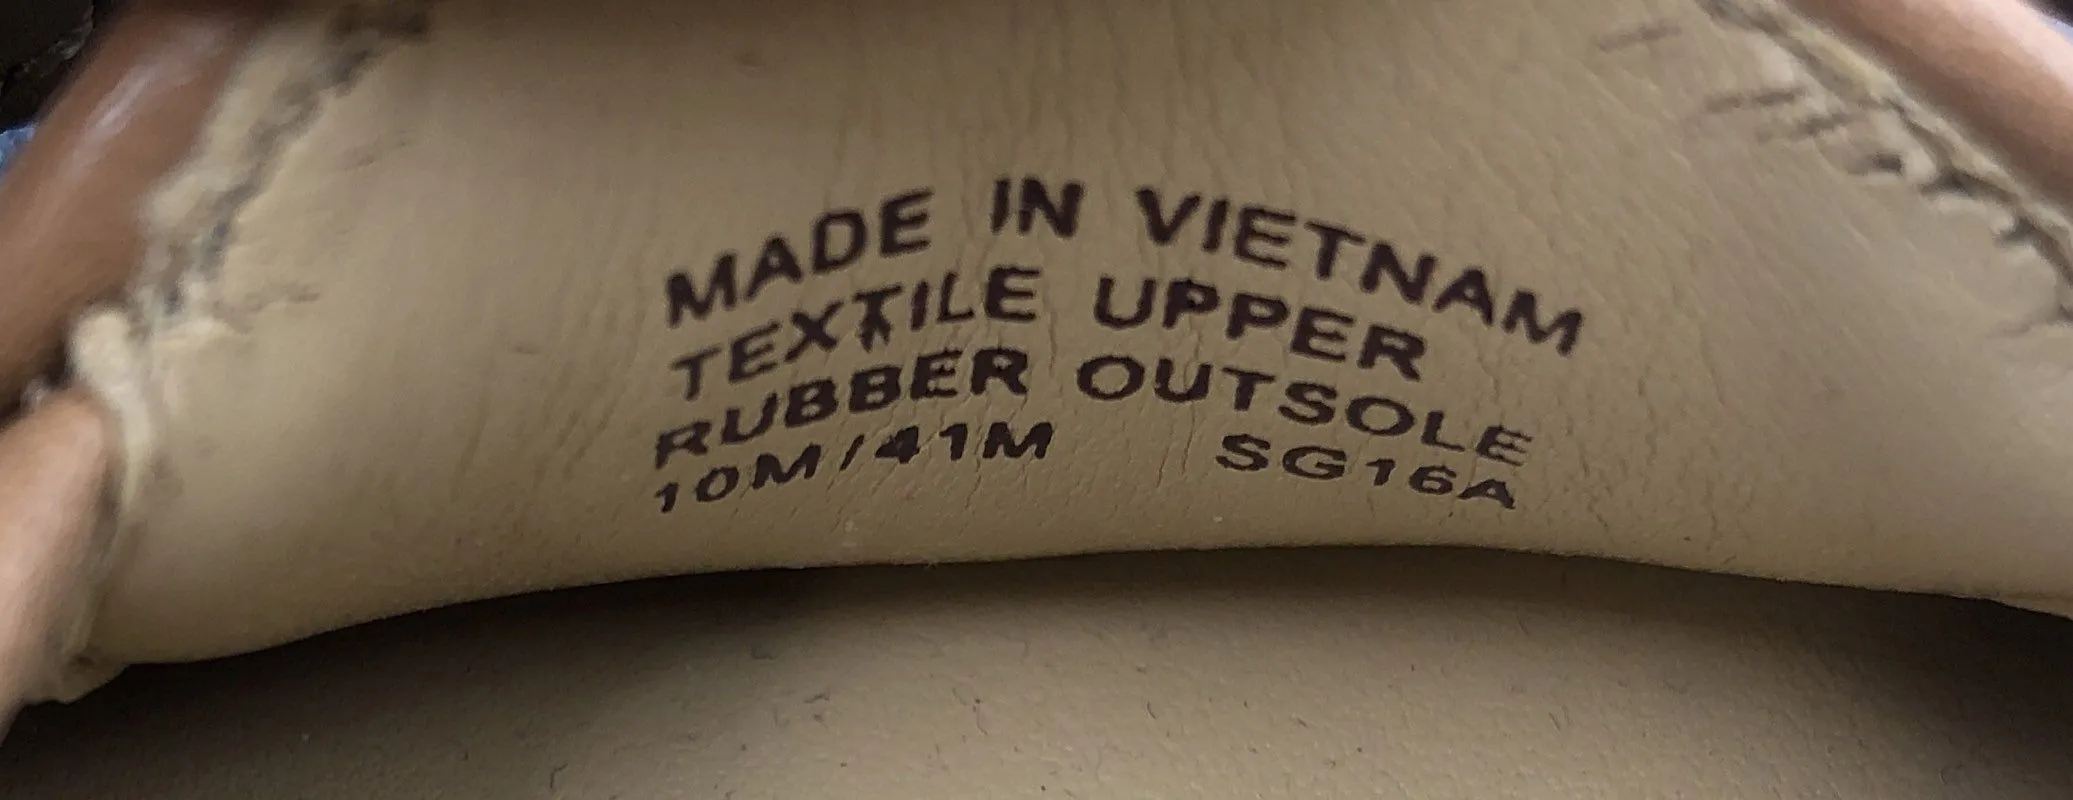 MADE IN VIETNAM
TEXTILE UPPER
RUBBER OUTSOLE
10M/41M SG16A